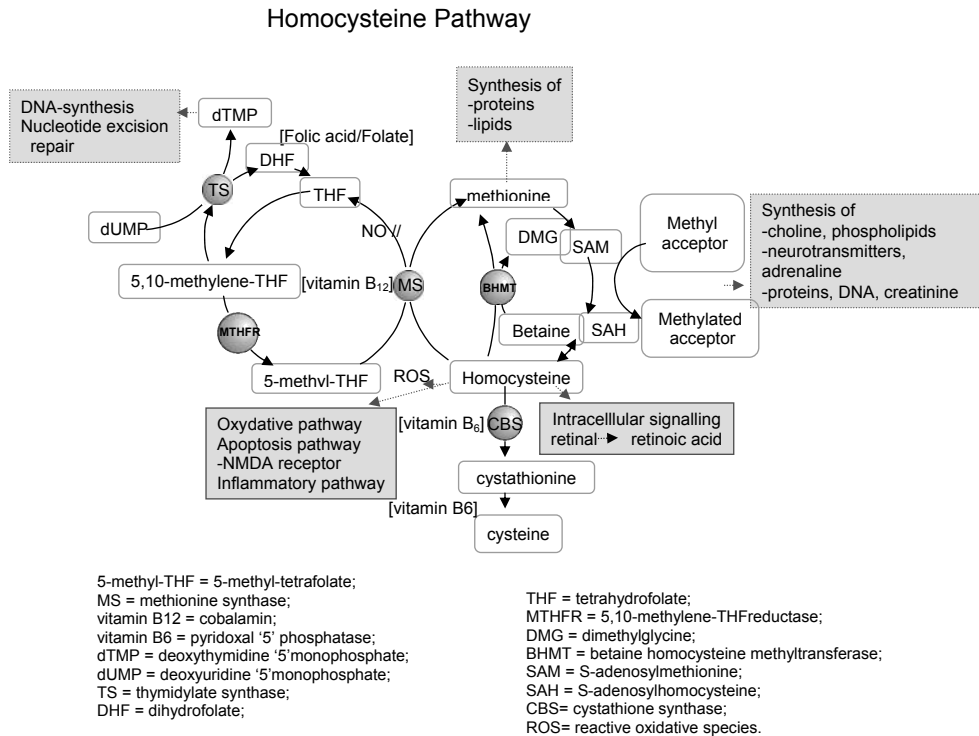 Homocysteine Pathway
DNA-synthesis
Nucleotide excision
repair
dTMP
[Folic acid/Folate]
DHF
TS
THF
dUMP
NO //
5,10-methylene-THF
[vitamin B12]
MS
MTHFR
5-methvl-THF
Synthesis of
-proteins
-lipids
methionine
DMG
SAM
BHMT
Betaine
SAH
Methyl
acceptor
Methylated
acceptor
Synthesis of
-choline, phospholipids
-neurotransmitters,
adrenaline
-proteins, DNA, creatinine
ROS
Homocysteine
Oxydative pathway
Apoptosis pathway
-NMDA receptor
Inflammatory pathway
[vitamin B6]
CBS
Intracelllular signalling
retinal retinoic acid
cystathionine
[vitamin B6]
cysteine
5-methyl-THF = 5-methyl-tetrafolate;
MS = methionine synthase;
vitamin B12 = cobalamin;
vitamin B6 = pyridoxal ‘5’ phosphatase;
dTMP = deoxythymidine ‘5’monophosphate;
dUMP = deoxyuridine ‘5’monophosphate;
TS = thymidylate synthase;
DHF = dihydrofolate;
THF = tetrahydrofolate;
MTHFR = 5,10-methylene-THFreductase;
DMG = dimethylglycine;
BHMT = betaine homocysteine methyltransferase;
SAM = S-adenosylmethionine;
SAH = S-adenosylhomocysteine;
CBS= cystathione synthase;
ROS= reactive oxidative species.